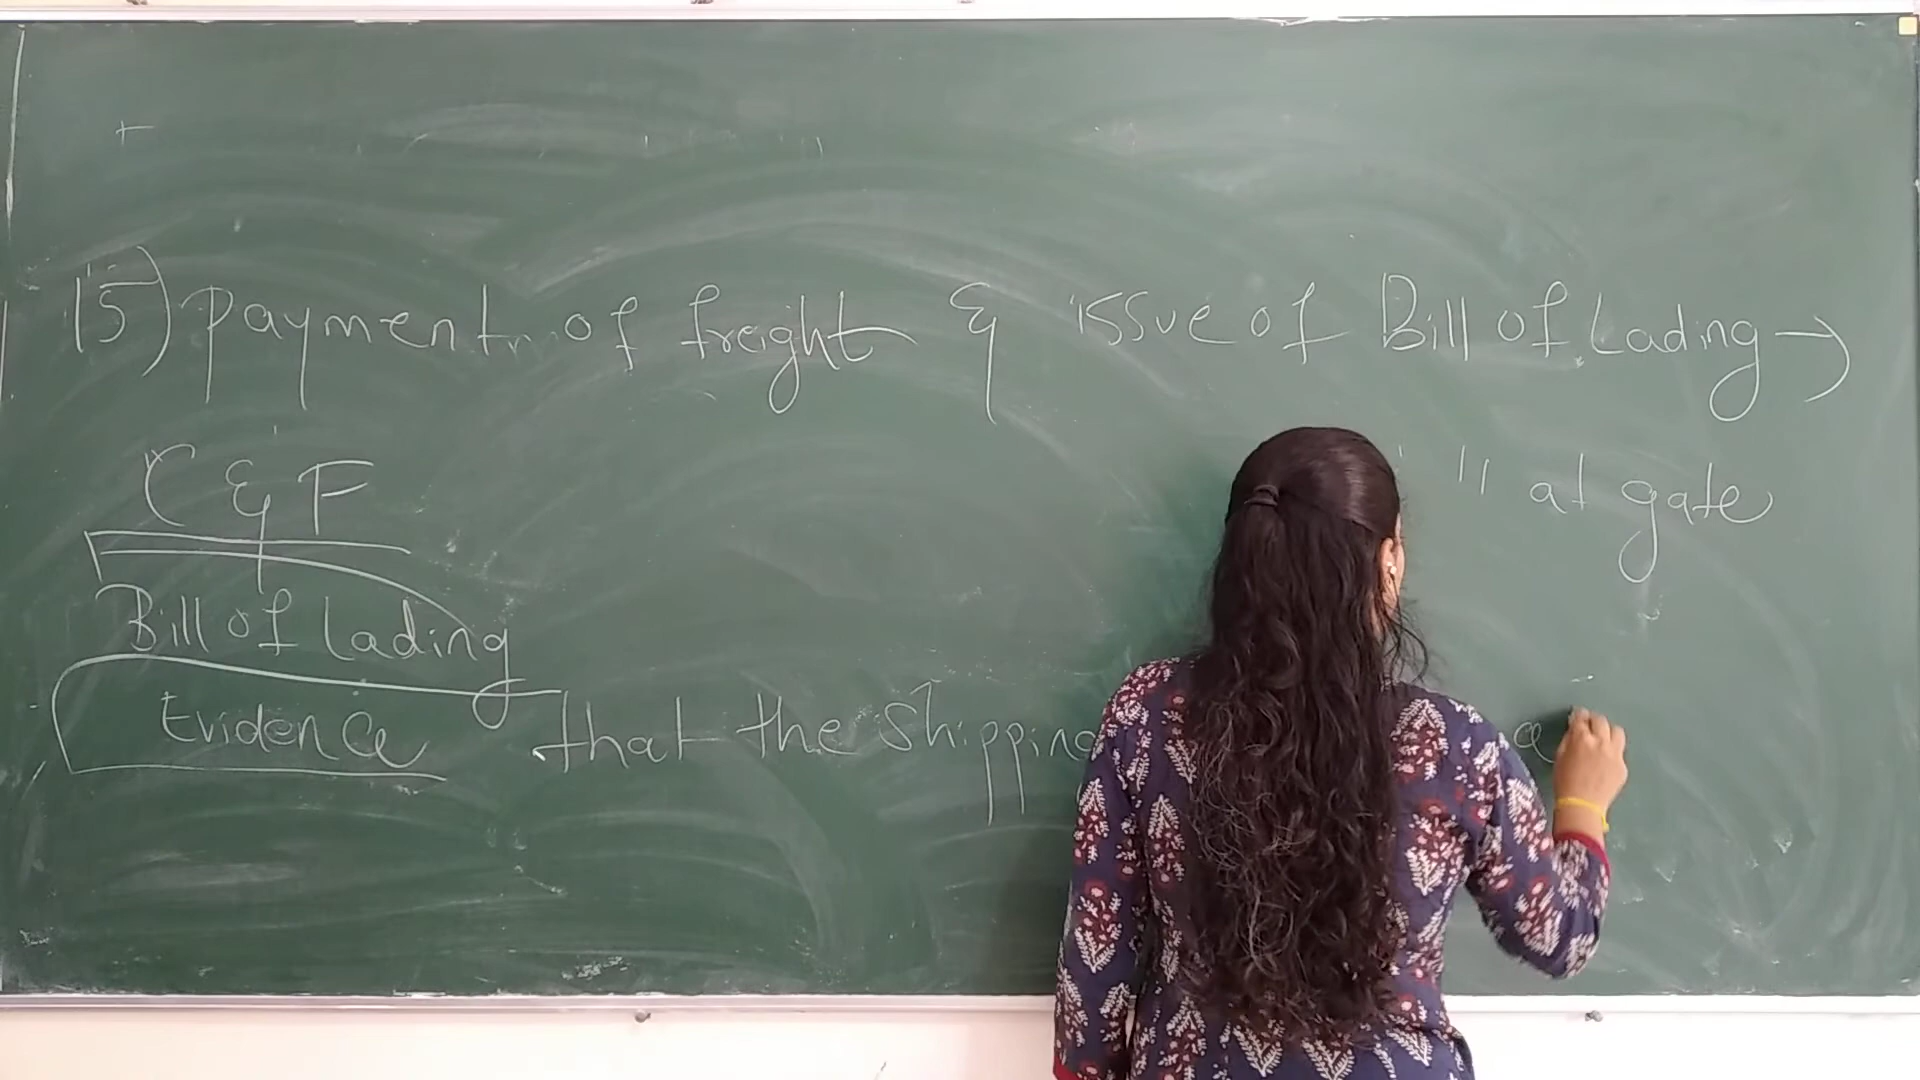 15) Payment of freight & issue of Bill of Lading →
C & F " at gate
Bill of Lading
Evidence that the Shipping